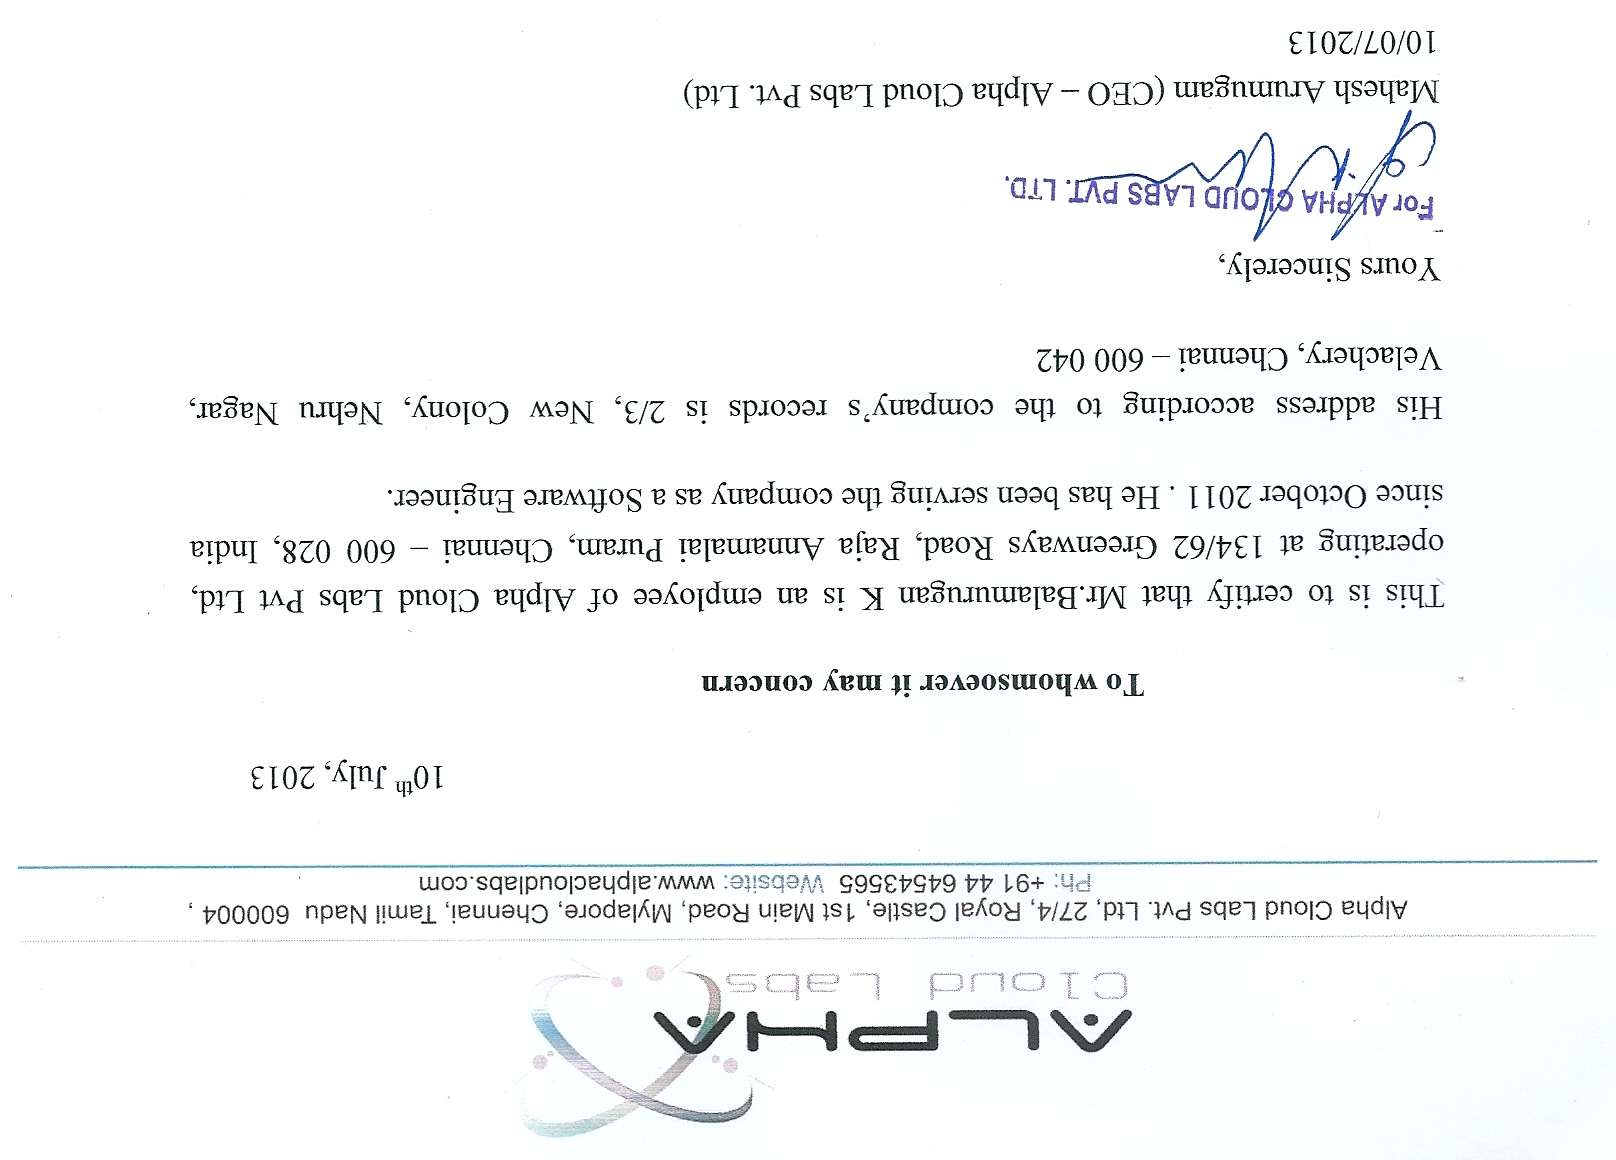 ALPHA
Cloud Labs
Alpha Cloud Labs Pvt. Ltd, 27/4, Royal Castle, 1st Main Road, Mylapore, Chennai, Tamil Nadu 600004 ,
Ph: +91 44 64543565 Website: www.alphacloudlabs.com
10th July, 2013
To whomsoever it may concern
This is to certify that Mr.Balamurugan K is an employee of Alpha Cloud Labs Pvt Ltd,
operating at 134/62 Greenways Road, Raja Annamalai Puram, Chennai – 600 028, India
since October 2011 . He has been serving the company as a Software Engineer.
His address according to the company's records is 2/3, New Colony, Nehru Nagar,
Velachery, Chennai – 600 042
Yours Sincerely,
For ALPHA CLOUD LABS PVT. LTD.
Mahesh Arumugam (CEO – Alpha Cloud Labs Pvt. Ltd)
10/07/2013